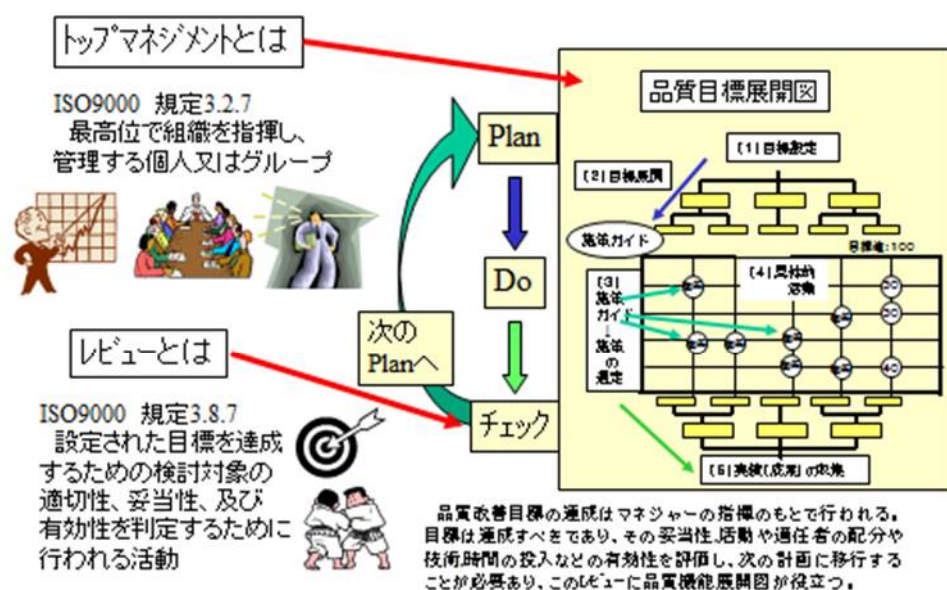 トップマネジメントとは
ISO9000 規定3.2.7
最高位で組織を指揮し、
管理する個人又はグループ
レビューとは
ISO9000 規定3.8.7
設定された目標を達成
するための検討対象の
適切性、妥当性、及び
有効性を判定するために
行われる活動
Plan
Do
チェック
次の
Planへ
品質目標展開図
(1)目標設定
(2)目標展開
施策ガイド
目標値:100
(3)
施策
ガイド
↓
施策
の
選定
(4)具体的
活動
30
30
40
(5)実績(成果)の収集
品質改善目標の達成はマネジャーの指揮のもとで行われる。
目標は達成すべきであり、その妥当性、活動や適任者の配分や
技術時間の投入などの有効性を評価し、次の計画に移行する
ことが必要あり、このレビューに品質機能展開図が役立つ。